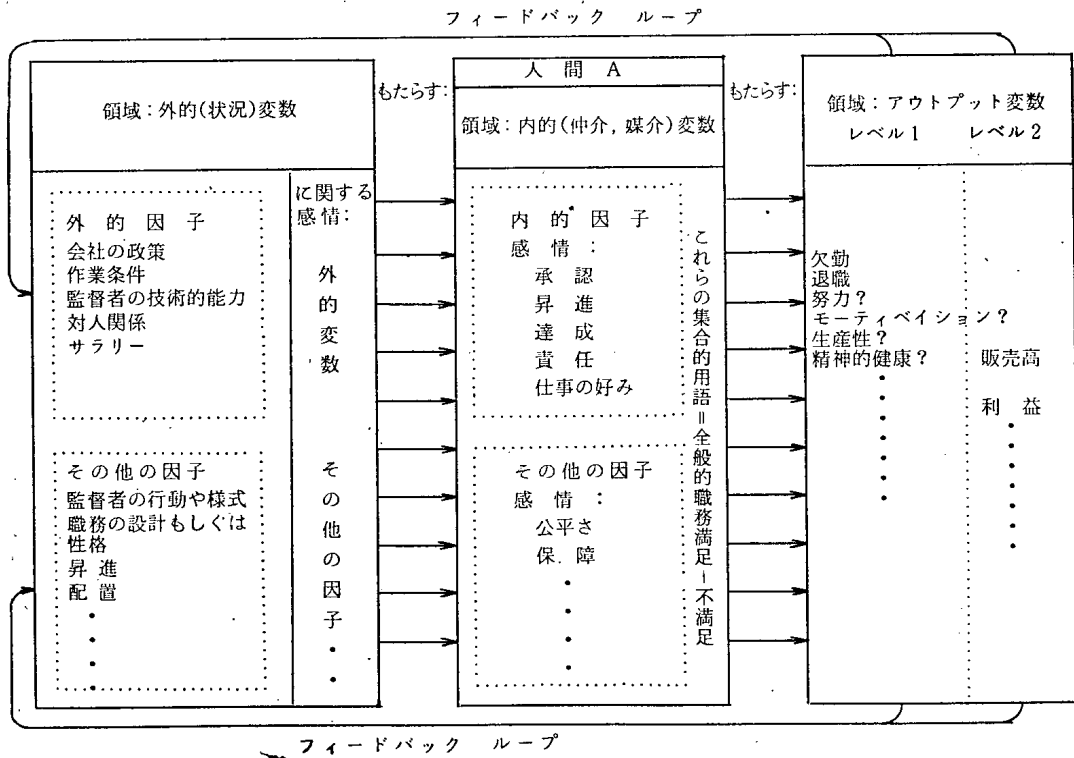 フィードバック ループ
もたらす:
もたらす:
領域:外的(状況)変数
人間 A
領域:内的(仲介,媒介)変数
領域:アウトプット変数
レベル1 レベル2
外的因子
会社の政策
作業条件
監督者の技術的能力
対人関係
サラリー
その他の因子
監督者の行動や様式
職務の設計もしくは
性格
昇進
配置
に関する
感情:
外的変数
その他の因子
内的因子
感情:
承認
昇進
達成
責任
仕事の好み
その他の因子
感情:
公平さ
保障
これらの集合的用語=全般的職務満足-不満足
欠勤
退職
努力?
モーティベイション?
生産性?
精神的健康?
販売高
利益
フィードバック ループ